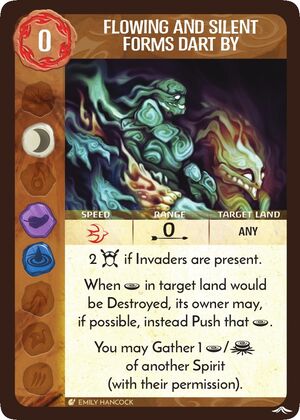 0
FLOWING AND SILENT
FORMS DART BY
SPEED RANGE TARGET LAND
0 ANY
2 if Invaders are present.
When in target land would
be Destroyed, its owner may,
if possible, instead Push that .
You may Gather 1 /
of another Spirit
(with their permission).
EMILY HANCOCK